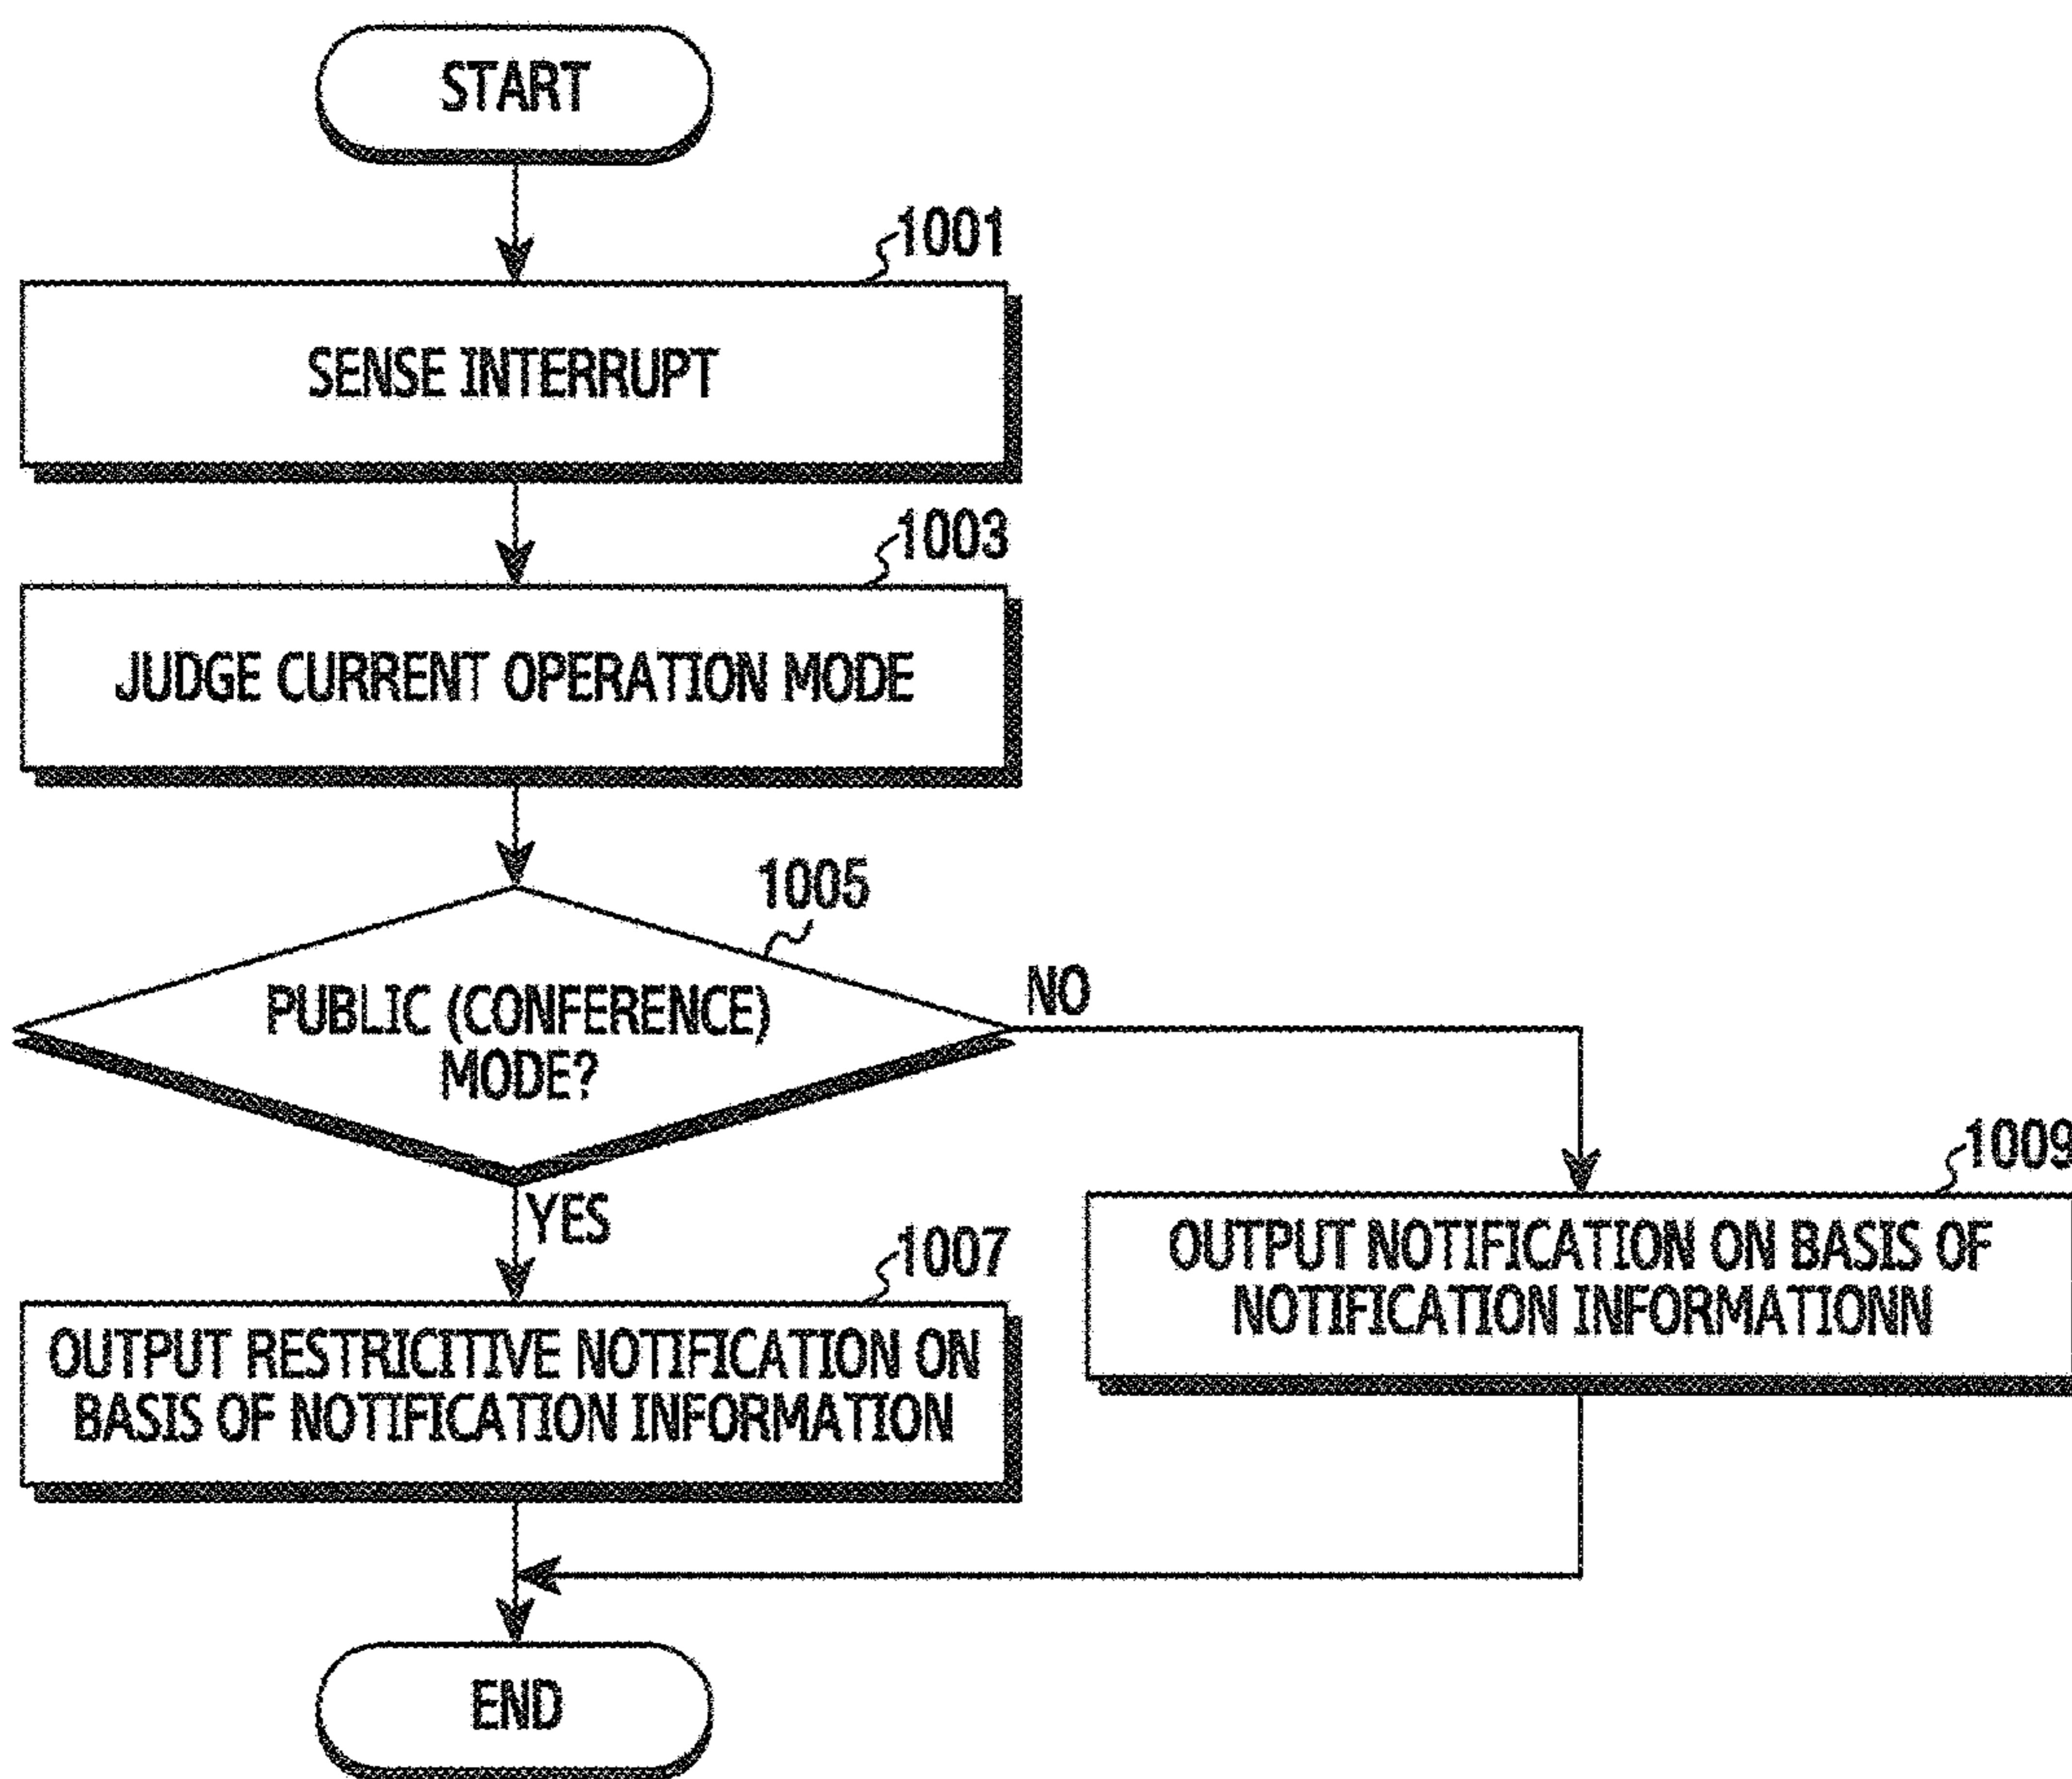 START
1001
SENSE INTERRUPT
1003
JUDGE CURRENT OPERATION MODE
1005
PUBLIC (CONFERENCE)
MODE?
NO
YES
1007
OUTPUT RESTRICITIVE NOTIFICATION ON
BASIS OF NOTIFICATION INFORMATION
1009
OUTPUT NOTIFICATION ON BASIS OF
NOTIFICATION INFORMATIONN
END